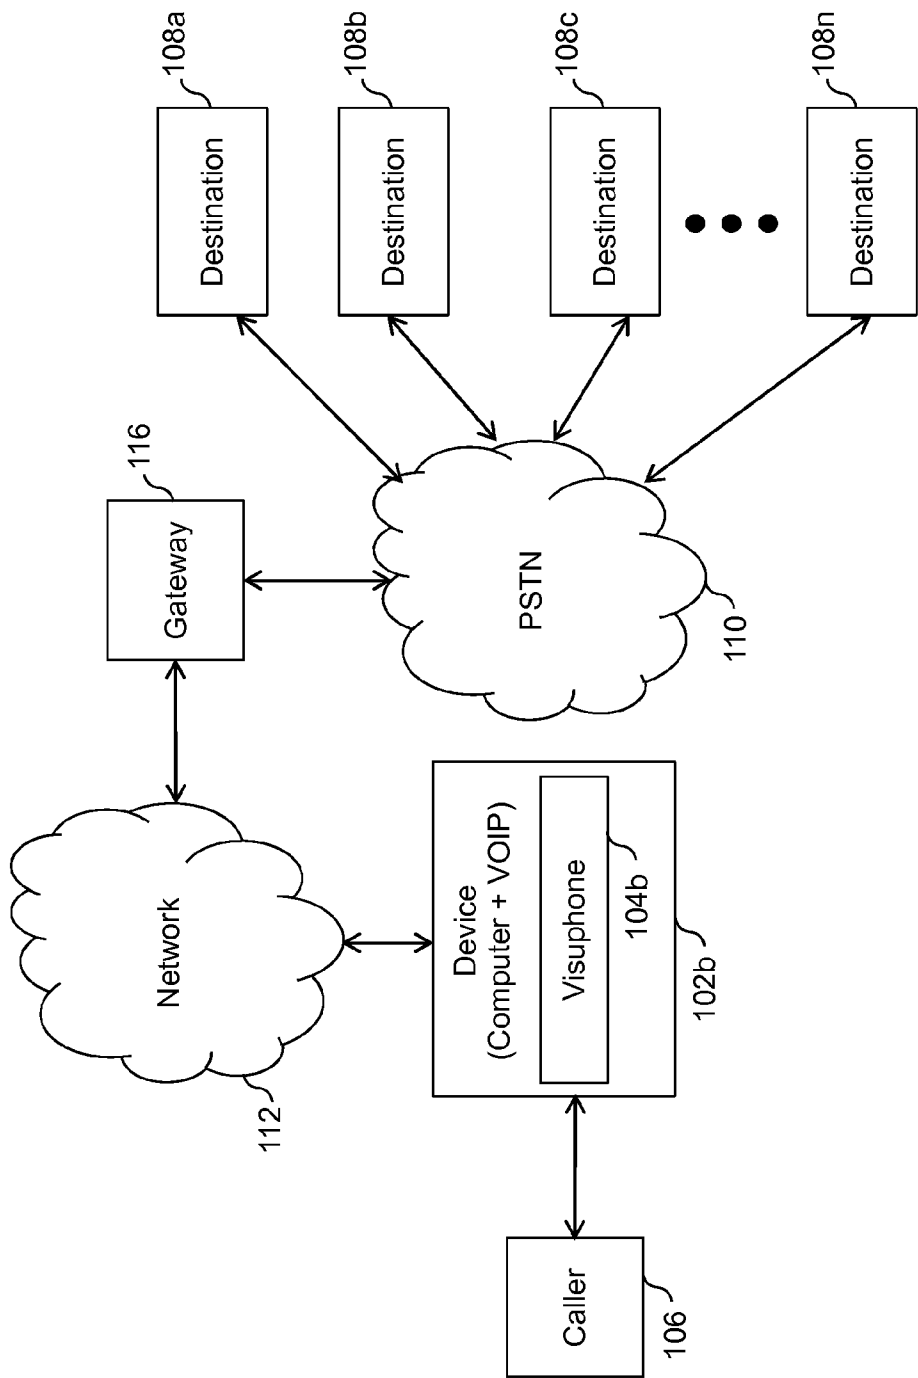 Caller
106
Device
(Computer + VOIP)
Visuphone
104b
102b
Network
112
Gateway
116
PSTN
110
Destination
108a
Destination
108b
Destination
108c
Destination
108n